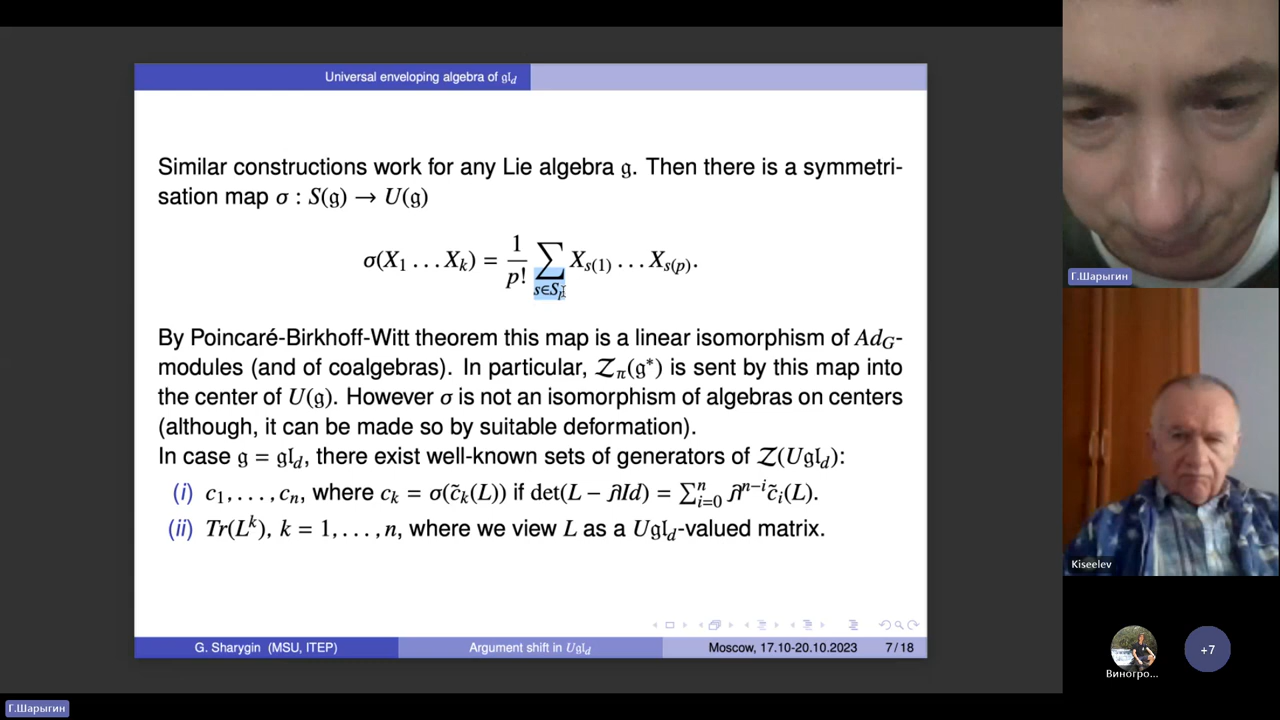 Universal enveloping algebra of 𝔤𝔩_d
Similar constructions work for any Lie algebra 𝔤. Then there is a symmetri-
sation map σ : S(𝔤) → U(𝔤)
σ(X_1 … X_k) = \frac{1}{p!} \sum_{s∈S_p} X_{s(1)} … X_{s(p)}.
By Poincaré-Birkhoff-Witt theorem this map is a linear isomorphism of Ad_G-
modules (and of coalgebras). In particular, 𝒵_π(𝔤*) is sent by this map into
the center of U(𝔤). However σ is not an isomorphism of algebras on centers
(although, it can be made so by suitable deformation).
In case 𝔤 = 𝔤𝔩_d, there exist well-known sets of generators of 𝒵(U𝔤𝔩_d):
(i) c_1, …, c_n, where c_k = σ(c̃_k(L)) if det(L − λId) = \sum_{i=0}^{n} λ^{n−i} c̃_i(L).
(ii) Tr(L^k), k = 1, …, n, where we view L as a U𝔤𝔩_d-valued matrix.
G. Sharygin (MSU, ITEP)
Argument shift in U𝔤𝔩_d
Moscow, 17.10-20.10.2023
7 / 18
Г.Шарыгин
Kiseelev
Виногро...
+7
Г.Шарыгин